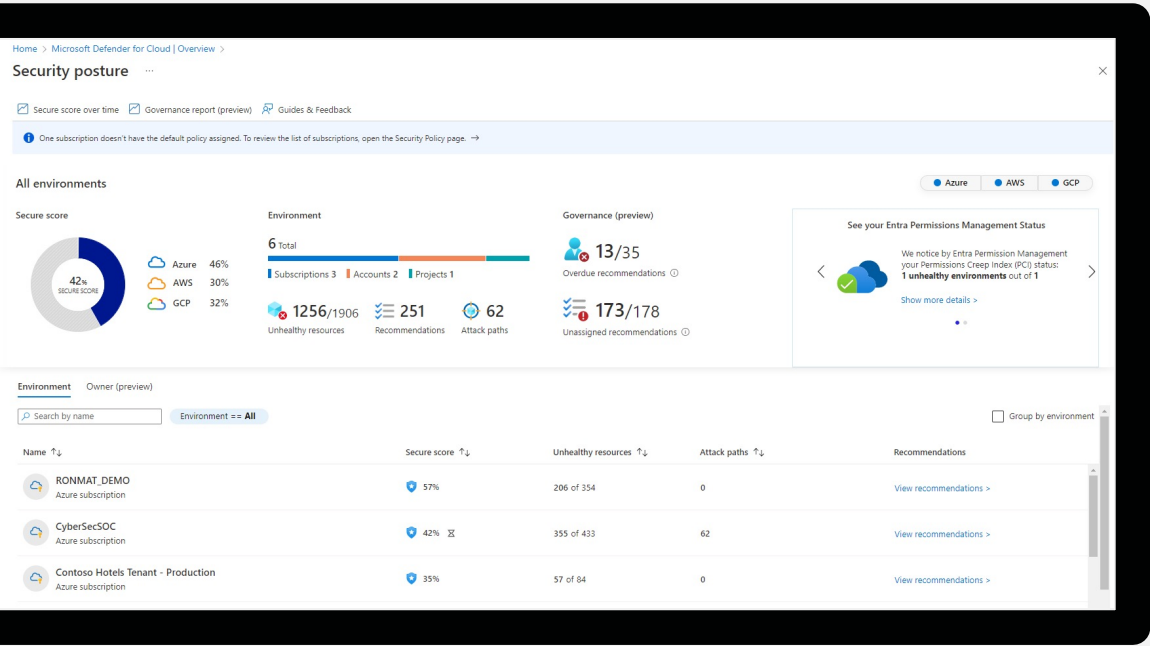 Home > Microsoft Defender for Cloud | Overview >
Security posture ...
Secure score over time Governance report (preview) Guides & Feedback
One subscription doesn't have the default policy assigned. To review the list of subscriptions, open the Security Policy page. →
All environments
Azure AWS GCP
Secure score
42% SECURE SCORE
Azure 46%
AWS 30%
GCP 32%
Environment
6 Total
Subscriptions 3 Accounts 2 Projects 1
1256/1906
Unhealthy resources
251
Recommendations
62
Attack paths
Governance (preview)
13/35
Overdue recommendations
173/178
Unassigned recommendations
See your Entra Permissions Management Status
We notice by Entra Permission Management
your Permissions Creep Index (PCI) status:
1 unhealthy environments out of 1
Show more details >
Environment Owner (preview)
Search by name Environment == All Group by environment
Name ↑↓ Secure score ↑↓ Unhealthy resources ↑↓ Attack paths ↑↓ Recommendations
RONMAT_DEMO
Azure subscription
57% 206 of 354 0 View recommendations >
CyberSecSOC
Azure subscription
42% 355 of 433 62 View recommendations >
Contoso Hotels Tenant - Production
Azure subscription
35% 57 of 84 0 View recommendations >